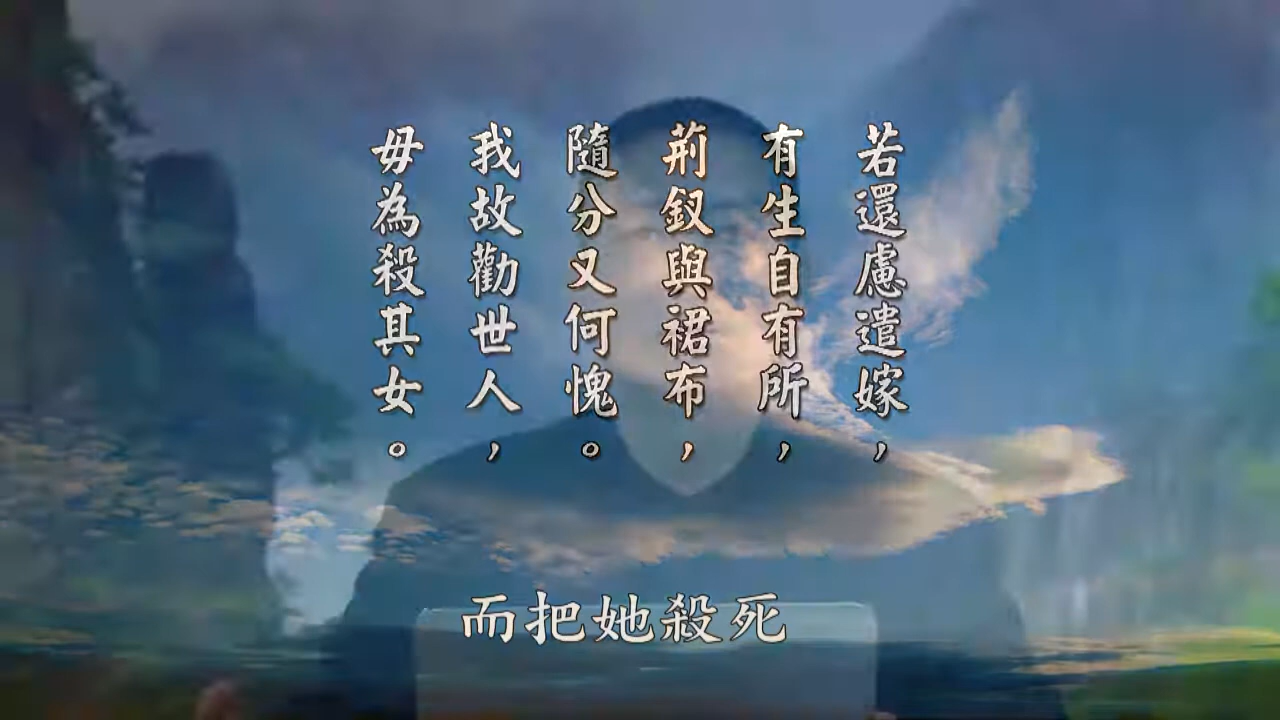 若還慮遣嫁，
有生自有所，
荊釵與裙布，
隨分又何愧。
我故勸世人，
毋為殺其女。
而把她殺死